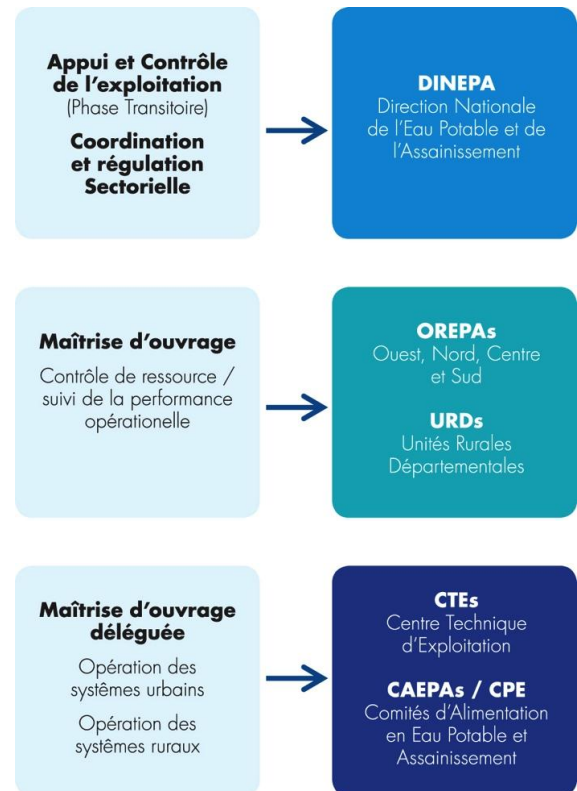 Appui et Contrôle
de l'exploitation
(Phase Transitoire)
Coordination
et régulation
Sectorielle
DINEPA
Direction Nationale
de l'Eau Potable et de
l'Assainissement
Maîtrise d'ouvrage
Contrôle de ressource /
suivi de la performance
opérationelle
OREPAs
Ouest, Nord, Centre
et Sud
URDs
Unités Rurales
Départementales
Maîtrise d'ouvrage
déléguée
Opération des
systèmes urbains
Opération des
systèmes ruraux
CTEs
Centre Technique
d'Exploitation
CAEPAs / CPE
Comités d'Alimentation
en Eau Potable et
Assainissement